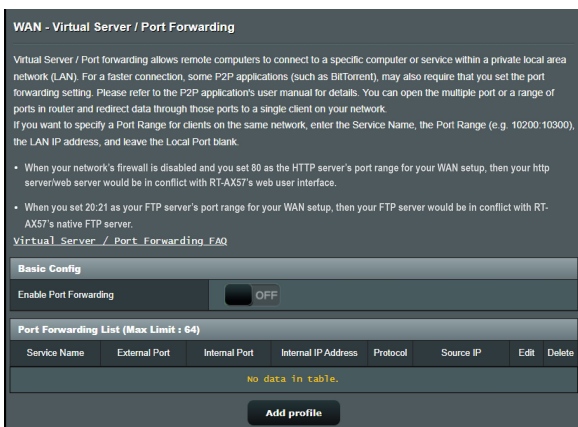 WAN - Virtual Server / Port Forwarding
Virtual Server / Port forwarding allows remote computers to connect to a specific computer or service within a private local area
network (LAN). For a faster connection, some P2P applications (such as BitTorrent), may also require that you set the port
forwarding setting. Please refer to the P2P application's user manual for details. You can open the multiple port or a range of
ports in router and redirect data through those ports to a single client on your network.
If you want to specify a Port Range for clients on the same network, enter the Service Name, the Port Range (e.g. 10200:10300),
the LAN IP address, and leave the Local Port blank.
• When your network's firewall is disabled and you set 80 as the HTTP server's port range for your WAN setup, then your http
server/web server would be in conflict with RT-AX57's web user interface.
• When you set 20:21 as your FTP server's port range for your WAN setup, then your FTP server would be in conflict with RT-
AX57's native FTP server.
Virtual Server / Port Forwarding FAQ
Basic Config
Enable Port Forwarding OFF
Port Forwarding List (Max Limit : 64)
Service Name External Port Internal Port Internal IP Address Protocol Source IP Edit Delete
No data in table.
Add profile